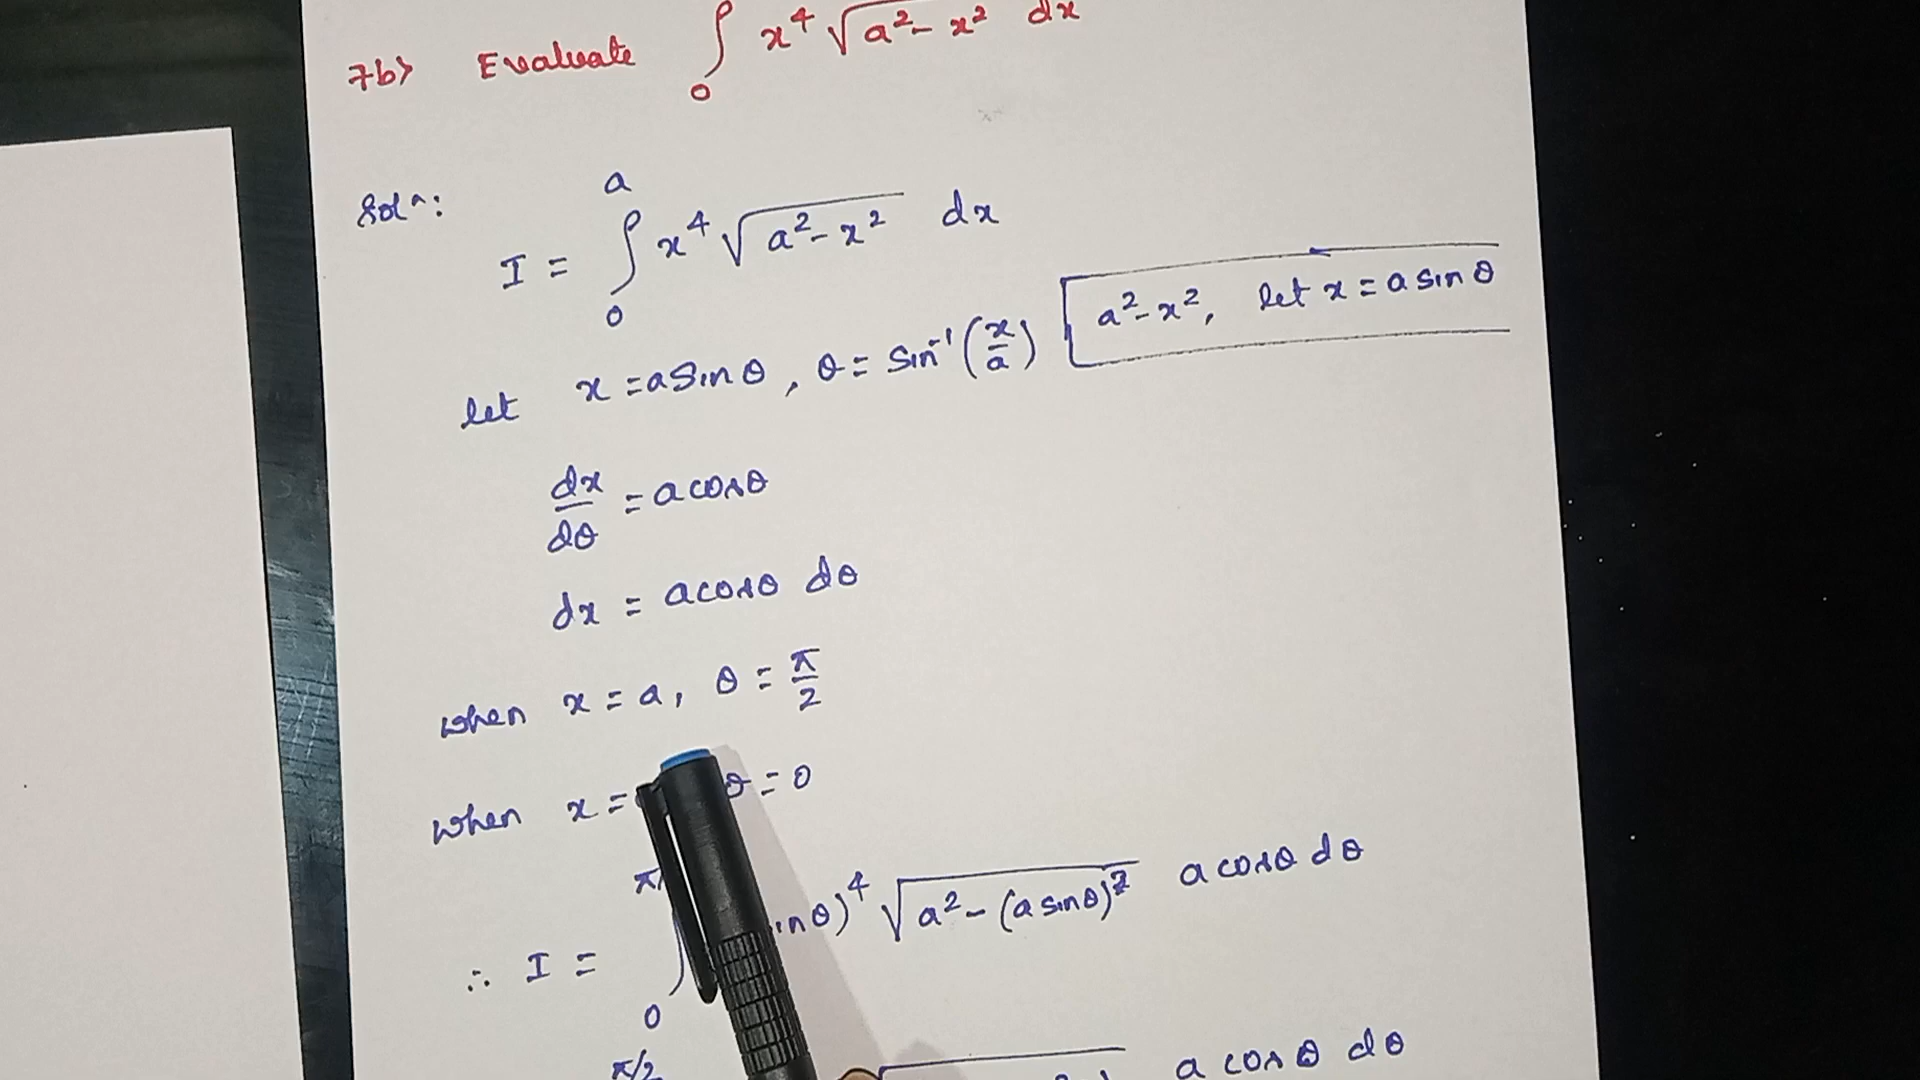 7b) Evaluate ∫₀ x⁴ √a²- x² dx
Solⁿ:
I = ∫₀ᵃ x⁴ √a²- x² dx
let x = a Sin θ , θ = Sin⁻¹ (x/a) [ a²- x², let x = a sin θ
dx/dθ = a cos θ
dx = a cos θ dθ
when x = a, θ = π/2
when x = θ = 0
∴ I = ∫₀ in θ)⁴ √a² - (a sin θ)² a cos θ dθ
π/2 a cos θ dθ